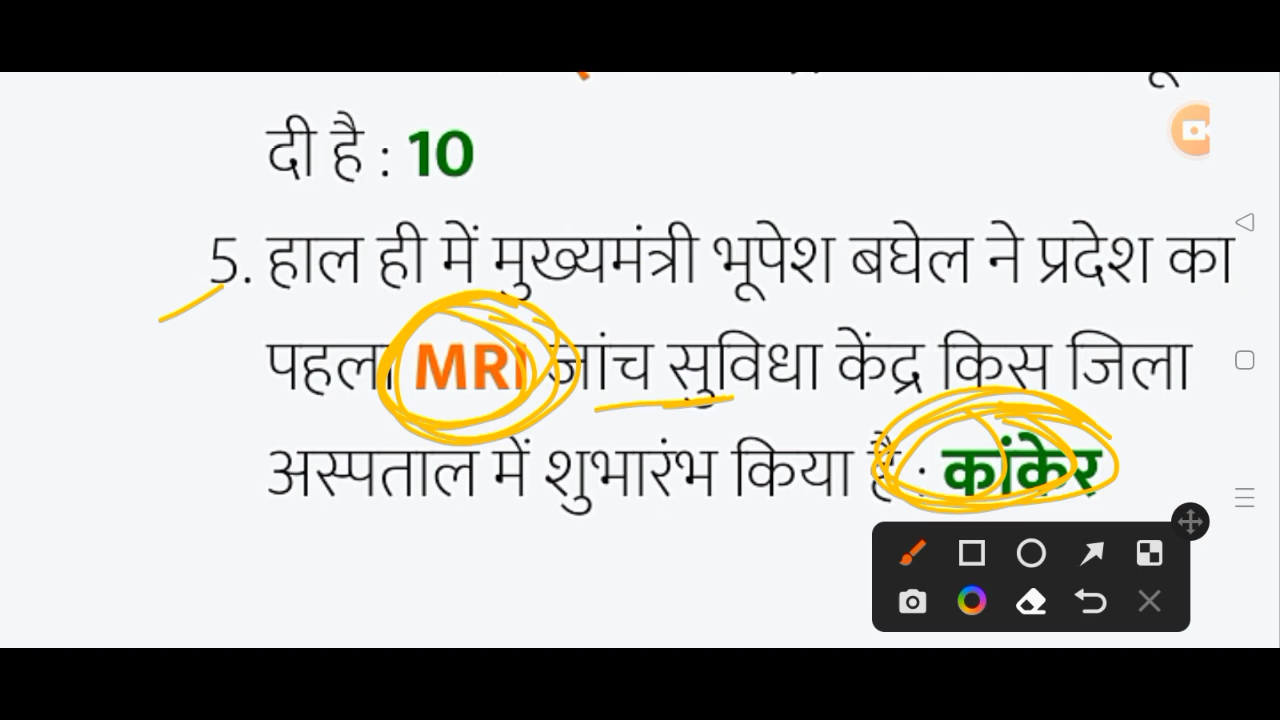 दी है : 10
5. हाल ही में मुख्यमंत्री भूपेश बघेल ने प्रदेश का
पहला MRI जांच सुविधा केंद्र किस जिला
अस्पताल में शुभारंभ किया है : कांकेर